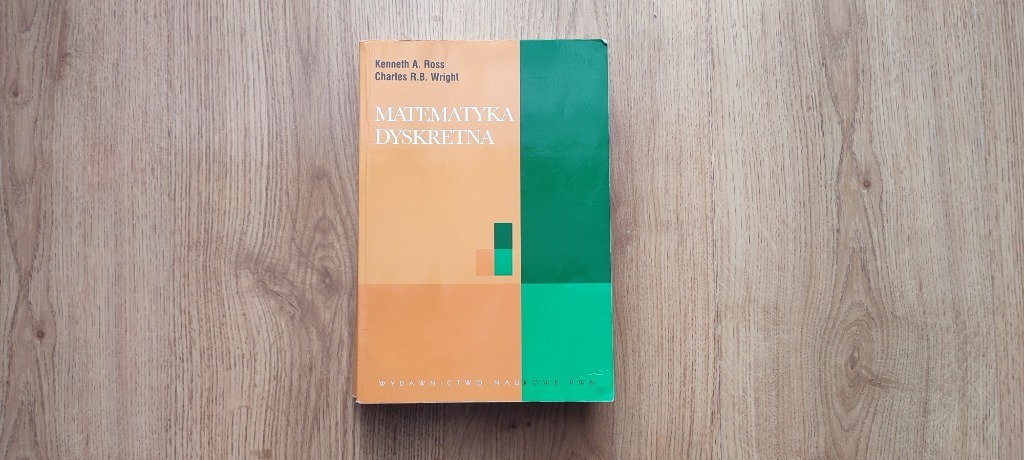 Kenneth A. Ross
Charles R.B. Wright
MATEMATYKA
DYSKRETNA
WYDAWNICTWO NAUKOWE PWN